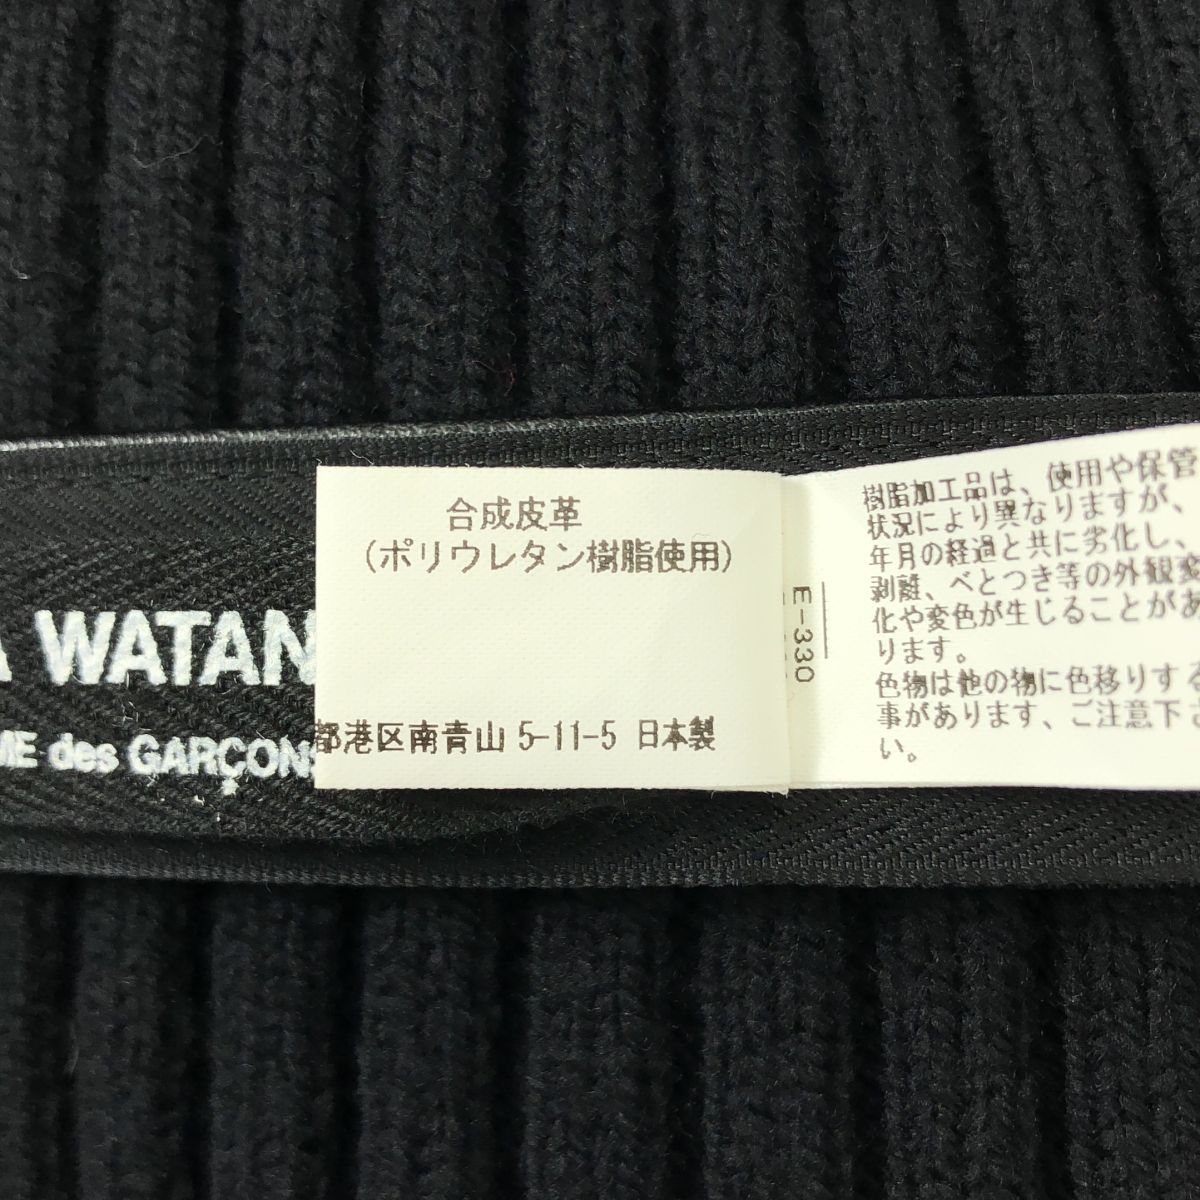 WATAN
des GARÇONS
合成皮革
(ポリウレタン樹脂使用)
都港区南青山 5-11-5 日本製
E-330
樹脂加工品は、使用や保管
状況により異なりますが、
年月の経過と共に劣化し、
剥離、べとつき等の外観変
化や変色が生じることがあ
ります。
色物は他の物に色移りする
事があります、ご注意下さ
い。